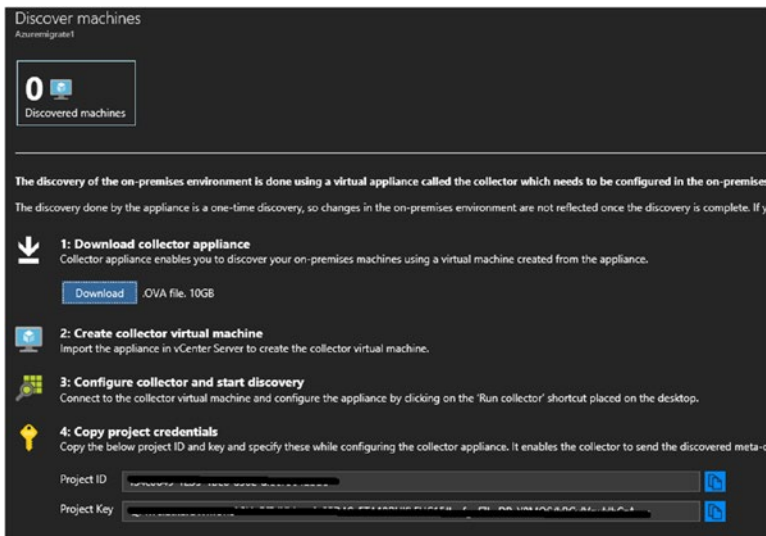 Discover machines
Azuremigrate1
0
Discovered machines
The discovery of the on-premises environment is done using a virtual appliance called the collector which needs to be configured in the on-premises
The discovery done by the appliance is a one-time discovery, so changes in the on-premises environment are not reflected once the discovery is complete. If
1: Download collector appliance
Collector appliance enables you to discover your on-premises machines using a virtual machine created from the appliance.
Download .OVA file. 10GB
2: Create collector virtual machine
Import the appliance in vCenter Server to create the collector virtual machine.
3: Configure collector and start discovery
Connect to the collector virtual machine and configure the appliance by clicking on the 'Run collector' shortcut placed on the desktop.
4: Copy project credentials
Copy the below project ID and key and specify these while configuring the collector appliance. It enables the collector to send the discovered
Project ID
Project Key